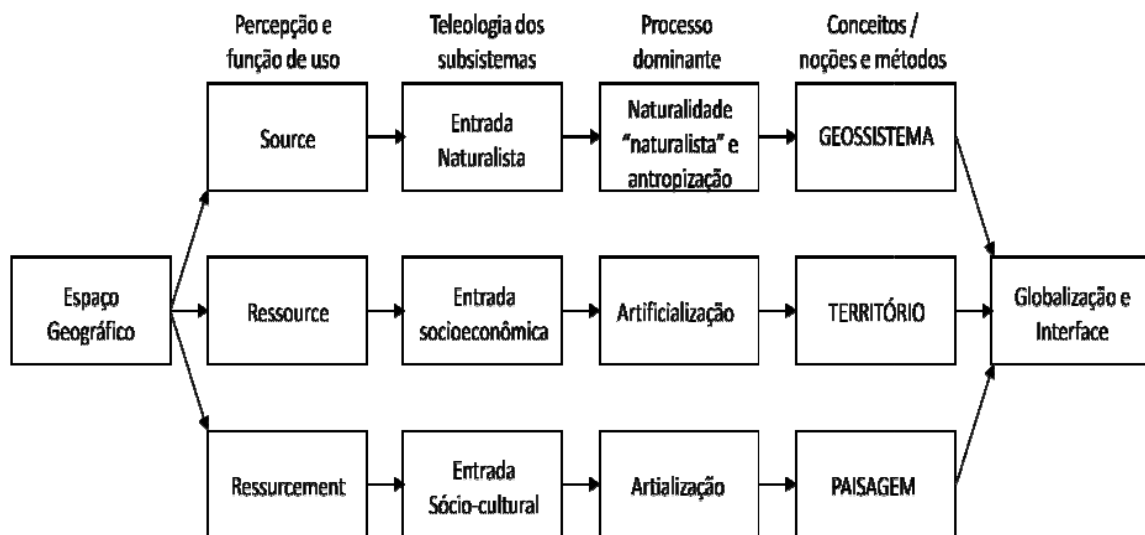 Percepção e
função de uso
Teleologia dos
subsistemas
Processo
dominante
Conceitos /
noções e métodos
Source
Entrada
Naturalista
Naturalidade
“naturalista” e
antropização
GEOSSISTEMA
Espaço
Geográfico
Ressource
Entrada
socioeconômica
Artificialização
TERRITÓRIO
Globalização e
Interface
Ressurcement
Entrada
Sócio-cultural
Artialização
PAISAGEM